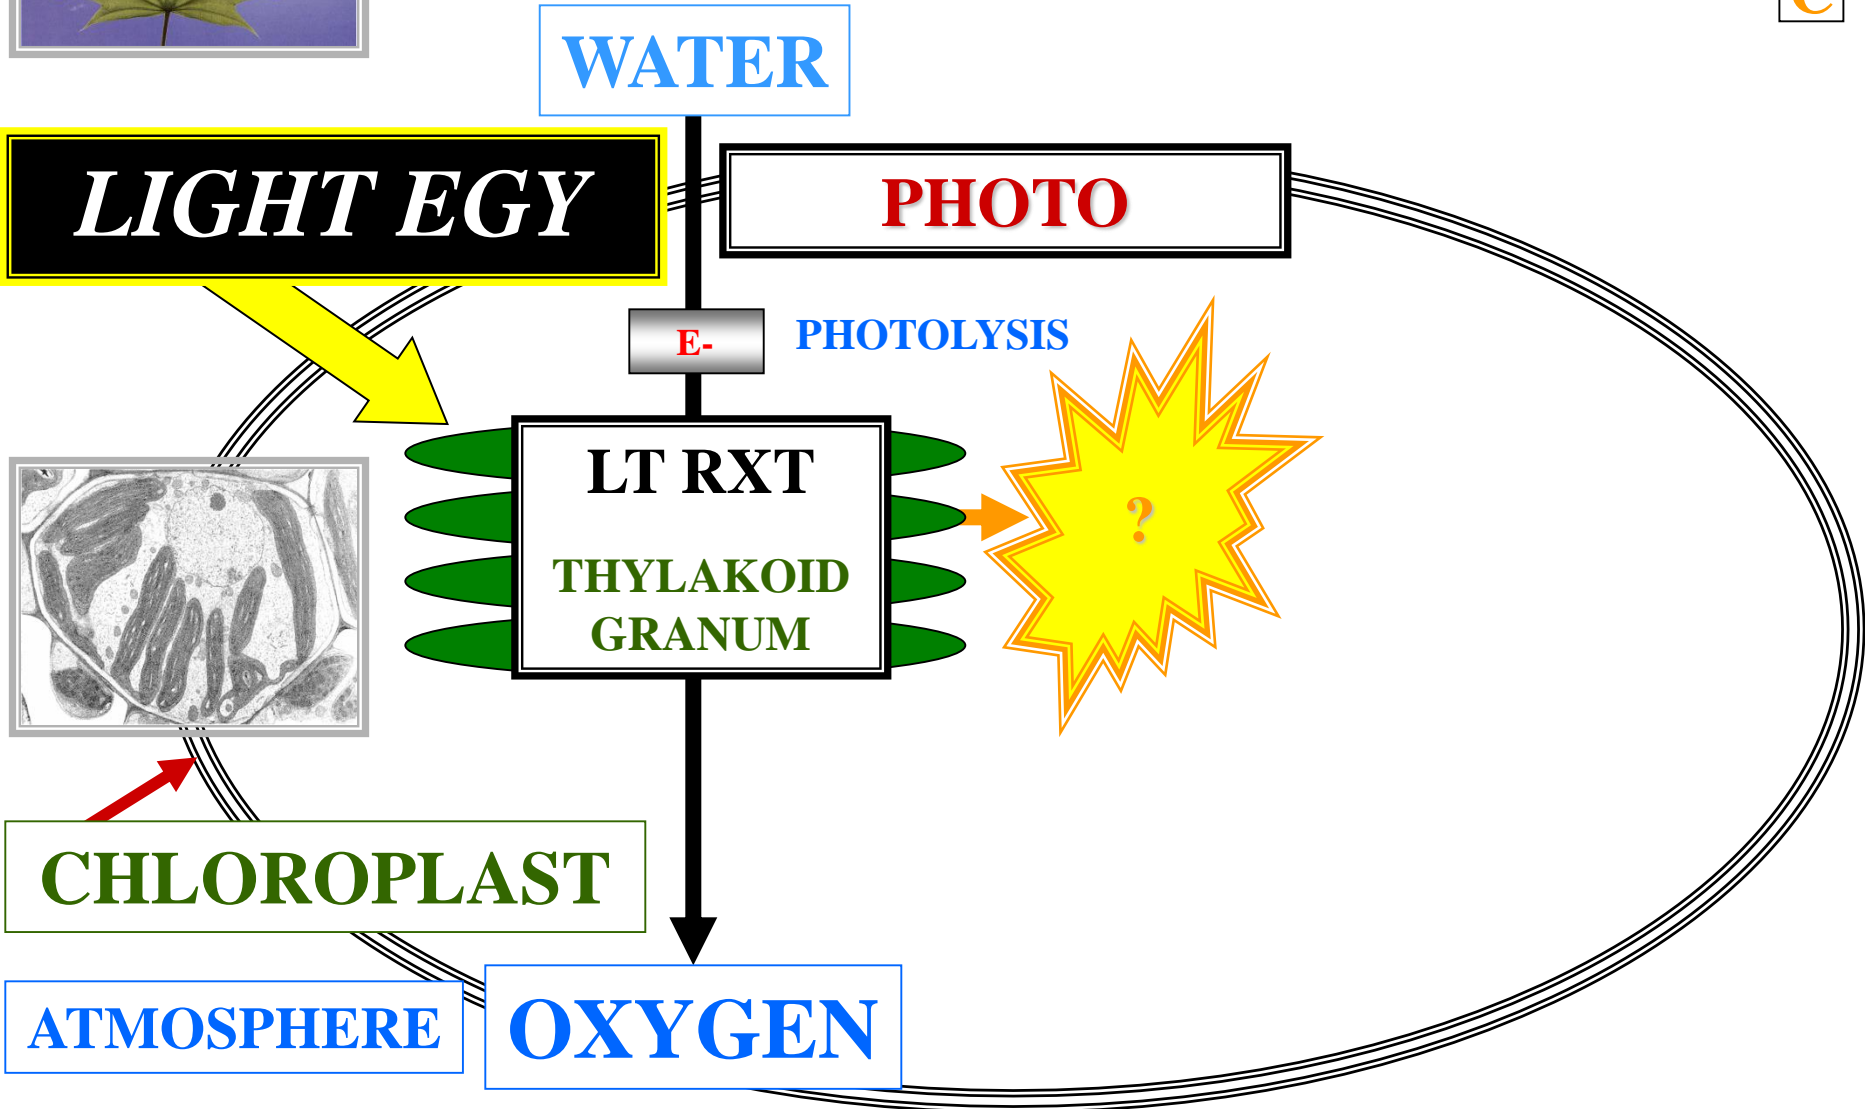 C
WATER
LIGHT EGY
PHOTO
E-
PHOTOLYSIS
LT RXT
?
THYLAKOID
GRANUM
CHLOROPLAST
ATMOSPHERE
OXYGEN